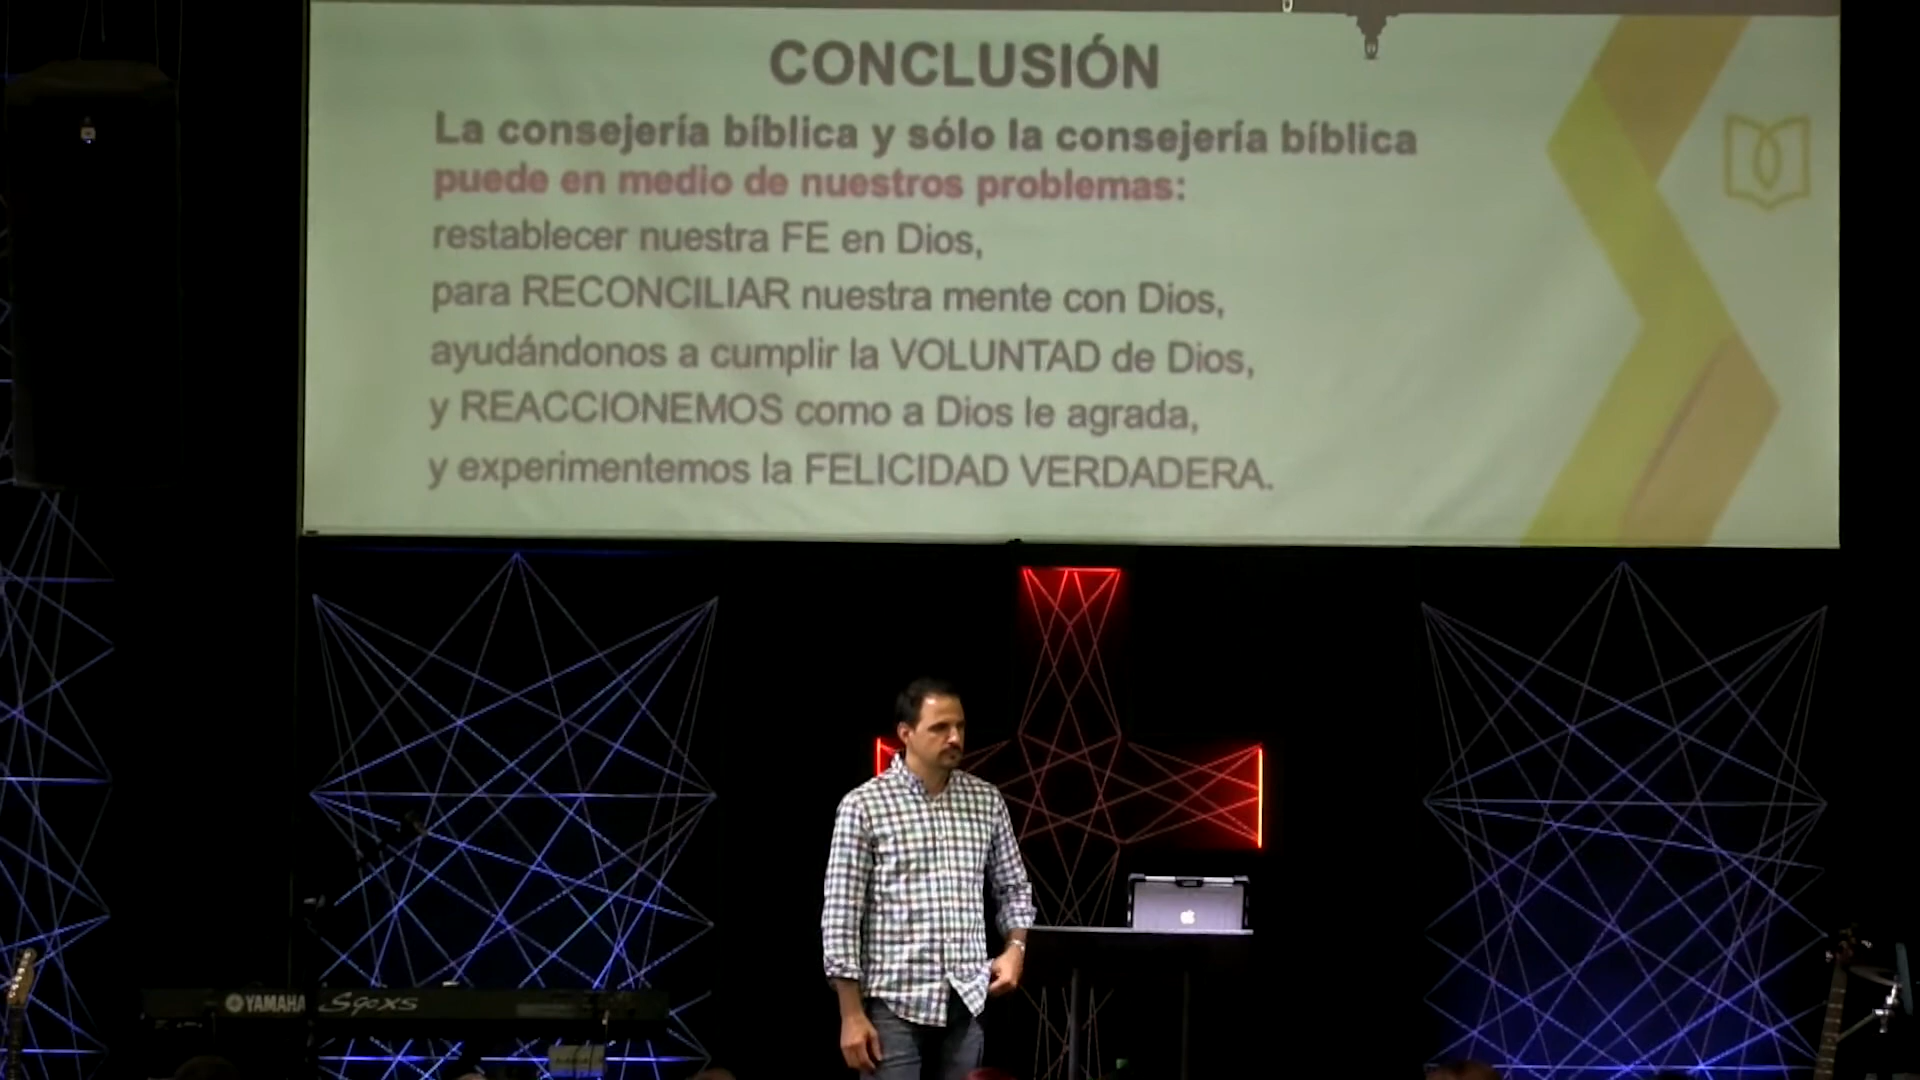 CONCLUSIÓN
La consejería bíblica y sólo la consejería bíblica
puede en medio de nuestros problemas:
restablecer nuestra FE en Dios,
para RECONCILIAR nuestra mente con Dios,
ayudándonos a cumplir la VOLUNTAD de Dios,
y REACCIONEMOS como a Dios le agrada,
y experimentemos la FELICIDAD VERDADERA.
YAMAHA S90XS